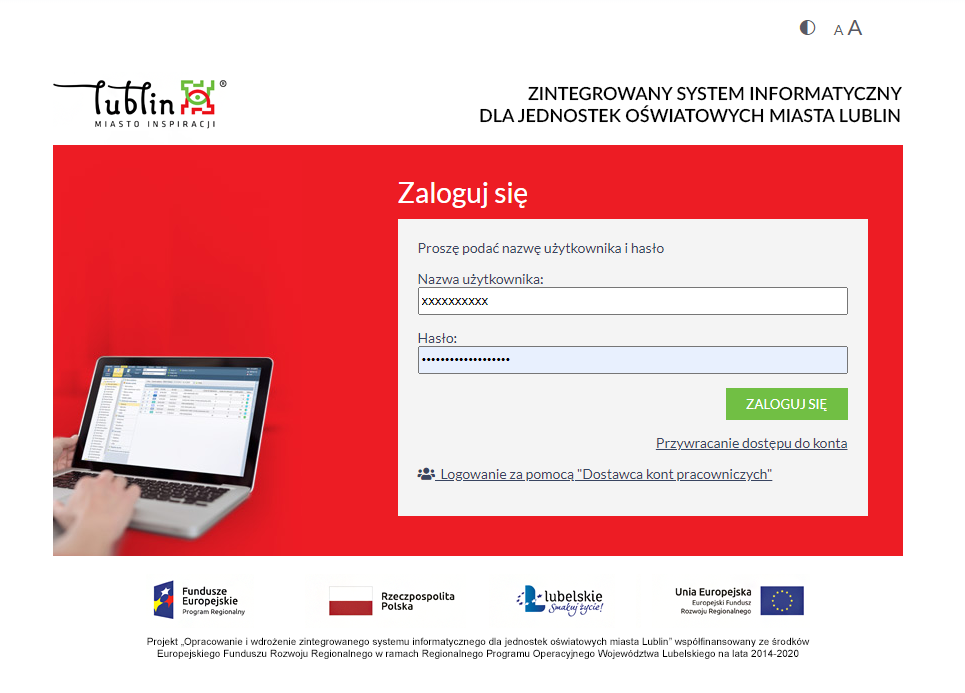 A A
lublin ®
MIASTO INSPIRACJI
ZINTEGROWANY SYSTEM INFORMATYCZNY
DLA JEDNOSTEK OŚWIATOWYCH MIASTA LUBLIN
Zaloguj się
Proszę podać nazwę użytkownika i hasło
Nazwa użytkownika:
xxxxxxxxxx
Hasło:
•••••••••••••••••••
ZALOGUJ SIĘ
Przywracanie dostępu do konta
Logowanie za pomocą "Dostawca kont pracowniczych"
Fundusze
Europejskie
Program Regionalny
Rzeczpospolita
Polska
lubelskie
Smakuj życie!
Unia Europejska
Europejski Fundusz
Rozwoju Regionalnego
Projekt „Opracowanie i wdrożenie zintegrowanego systemu informatycznego dla jednostek oświatowych miasta Lublin” współfinansowany ze środków
Europejskiego Funduszu Rozwoju Regionalnego w ramach Regionalnego Programu Operacyjnego Województwa Lubelskiego na lata 2014-2020